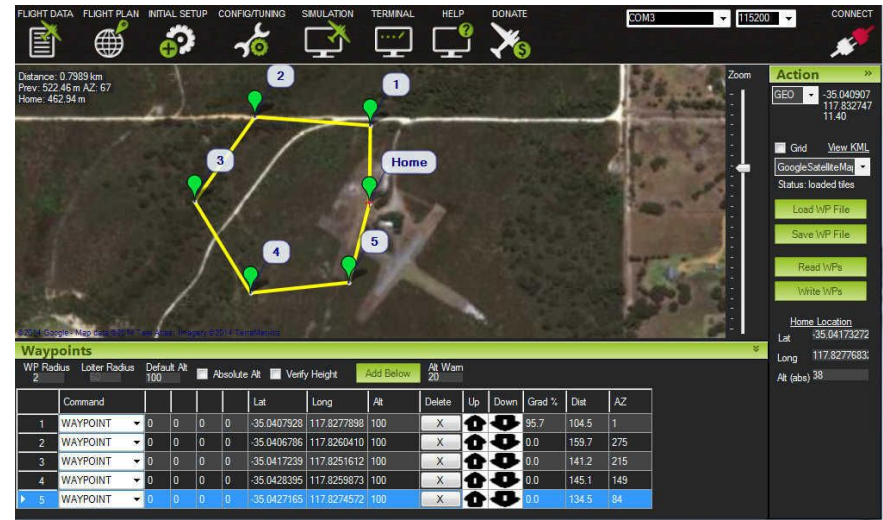 FLIGHT DATA FLIGHT PLAN INITIAL SETUP CONFIG/TUNING SIMULATION TERMINAL HELP DONATE COM3 115200 CONNECT
Distance: 0.7989 km
Prev: 522.46 m AZ: 67
Home: 462.94 m
2
1
3
Home
5
4
Zoom
Action »
GEO -35.040907
117.832747
11.40
Grid View KML
GoogleSatelliteMap
Status: loaded tiles
Load WP File
Save WP File
Read WPs
Write WPs
Home Location
Lat -35.04173272
Long 117.8277683
Alt (abs) 38
Waypoints
WP Radius Loiter Radius Default Alt Alt Warn
2 100 Absolute Alt Verify Height Add Below 20
Command Lat Long Alt Delete Up Down Grad % Dist AZ
1 WAYPOINT 0 0 0 0 -35.0407928 117.8277898 100 X 95.7 104.5 1
2 WAYPOINT 0 0 0 0 -35.0406786 117.8260410 100 X 0.0 159.7 275
3 WAYPOINT 0 0 0 0 -35.0417239 117.8251612 100 X 0.0 141.2 215
4 WAYPOINT 0 0 0 0 -35.0428395 117.8259873 100 X 0.0 145.1 149
5 WAYPOINT 0 0 0 0 -35.0427165 117.8274572 100 X 0.0 134.5 84